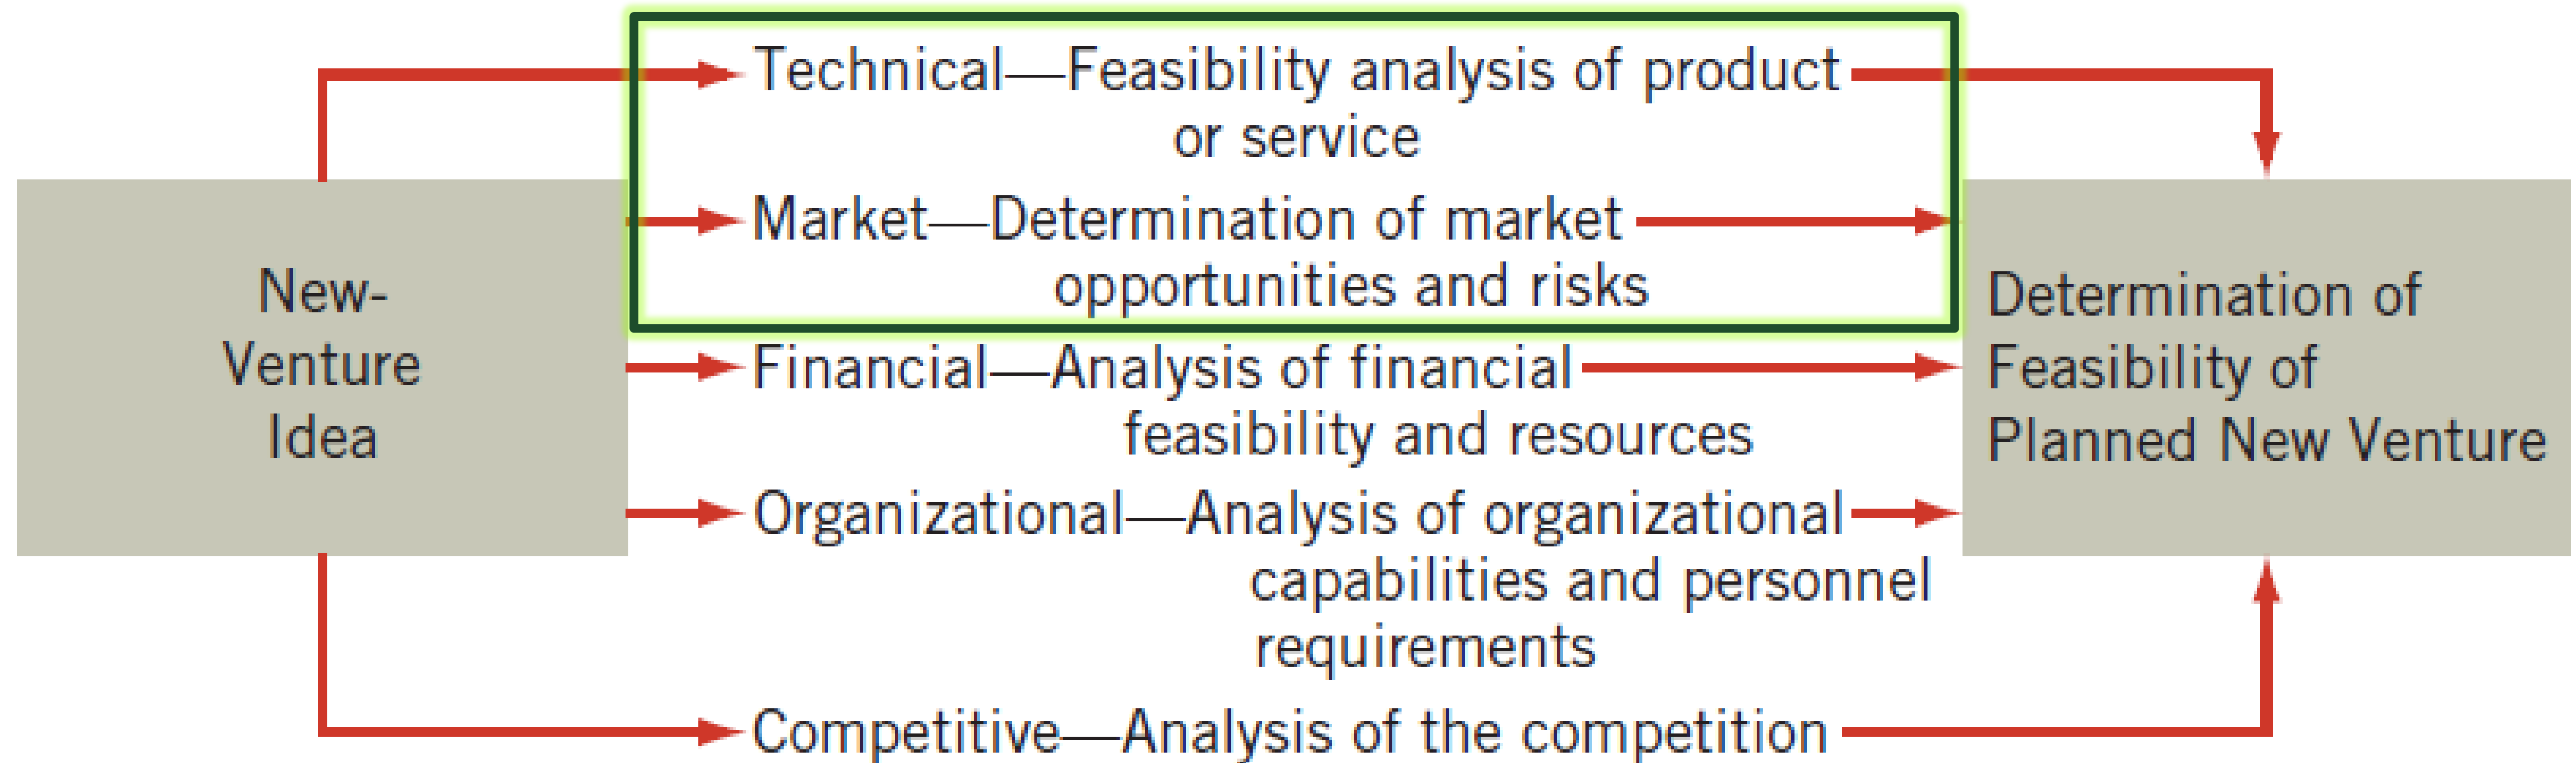 New-
Venture
Idea
Technical—Feasibility analysis of product
or service
Market—Determination of market
opportunities and risks
Financial—Analysis of financial
feasibility and resources
Organizational—Analysis of organizational
capabilities and personnel
requirements
Competitive—Analysis of the competition
Determination of
Feasibility of
Planned New Venture